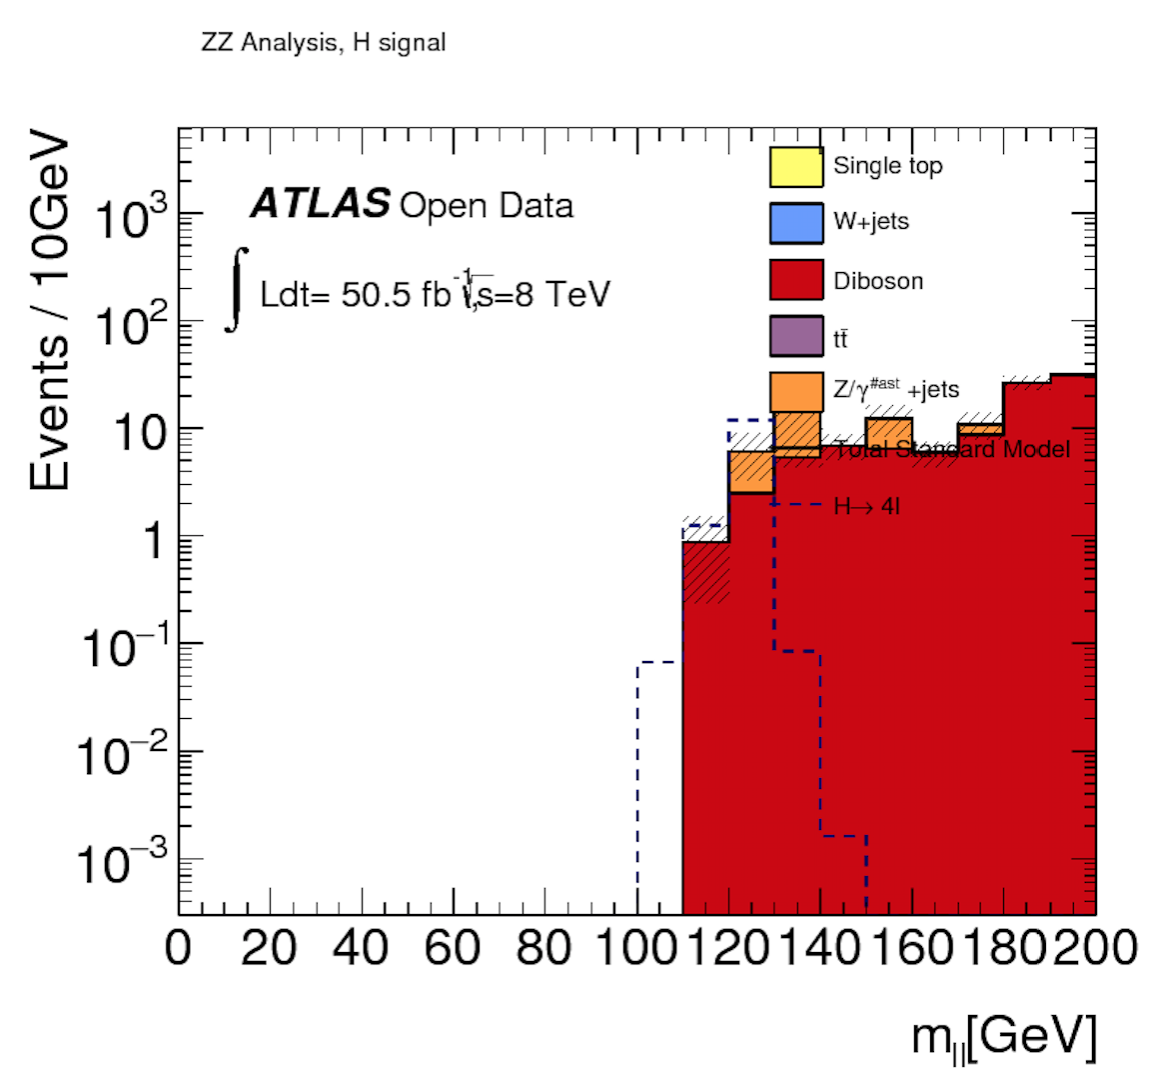 ZZ Analysis, H signal
Events / 10GeV
ATLAS Open Data
∫ Ldt= 50.5 fb⁻¹, √s=8 TeV
Single top
W+jets
Diboson
tt̄
Z/γ^#ast +jets
Total Standard Model
H→ 4l
10³
10²
10
1
10⁻¹
10⁻²
10⁻³
0 20 40 60 80 100 120 140 160 180 200
m_ll[GeV]